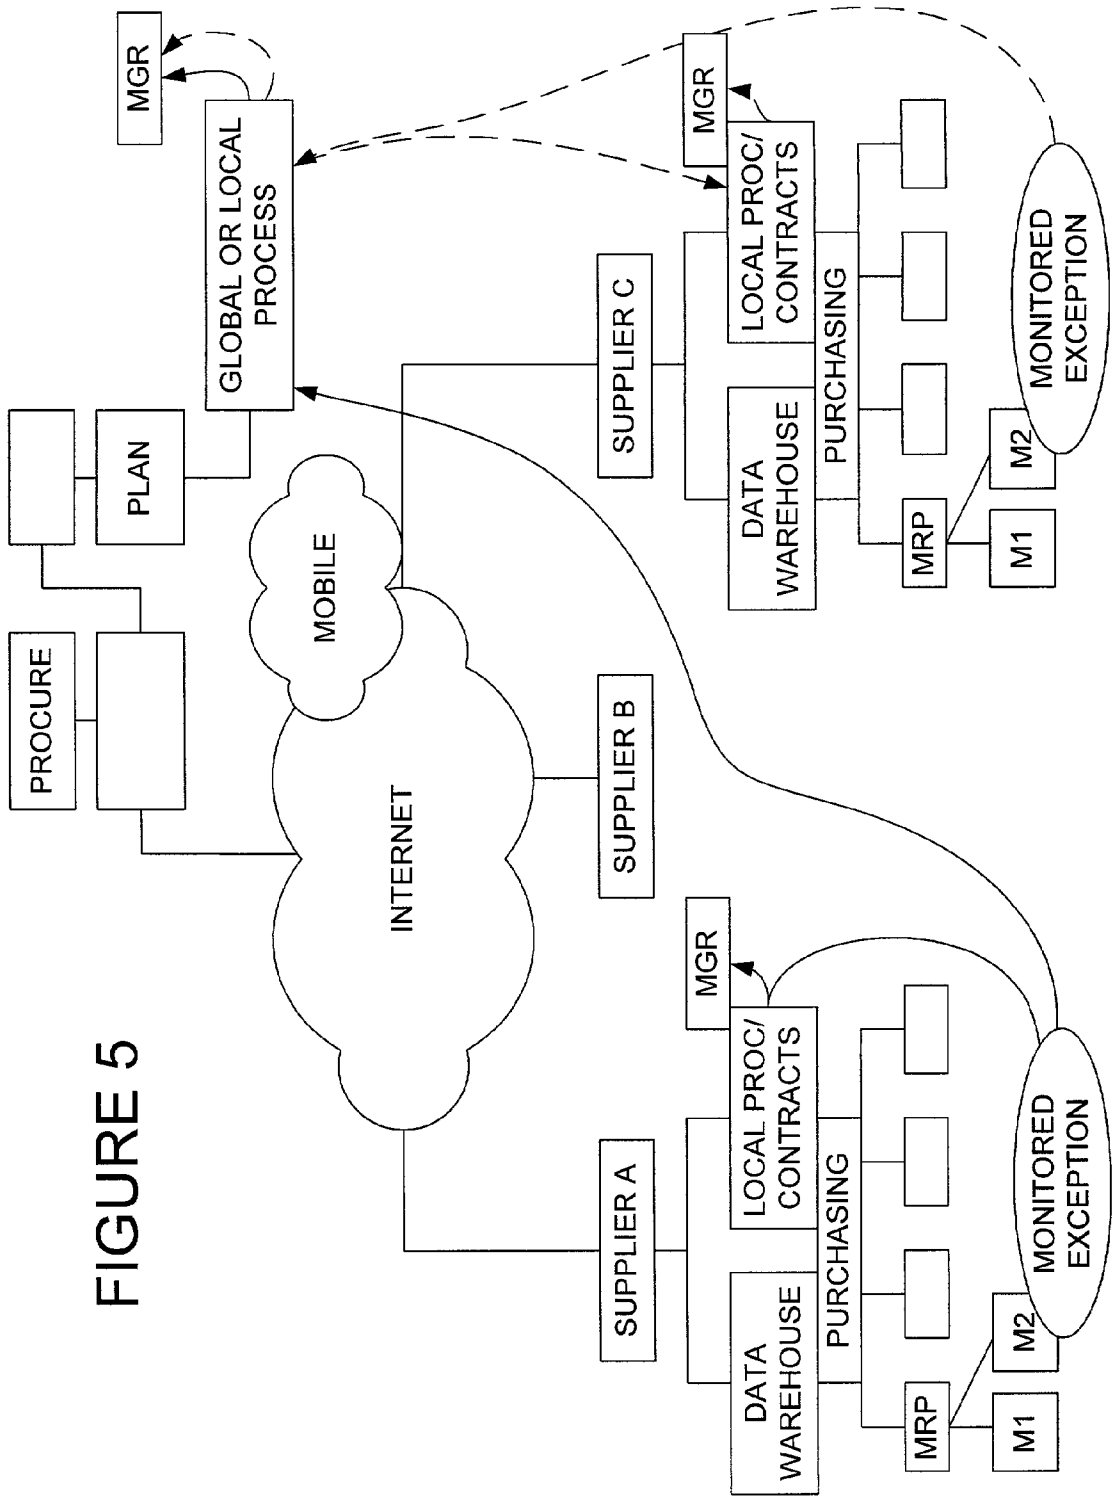 FIGURE 5
PROCURE
PLAN
GLOBAL OR LOCAL
PROCESS
MGR
MOBILE
INTERNET
SUPPLIER A
SUPPLIER B
SUPPLIER C
MGR
DATA
WAREHOUSE
LOCAL PROC/
CONTRACTS
PURCHASING
MRP
M1
M2
MONITORED
EXCEPTION
MGR
DATA
WAREHOUSE
LOCAL PROC/
CONTRACTS
PURCHASING
MRP
M1
M2
MONITORED
EXCEPTION